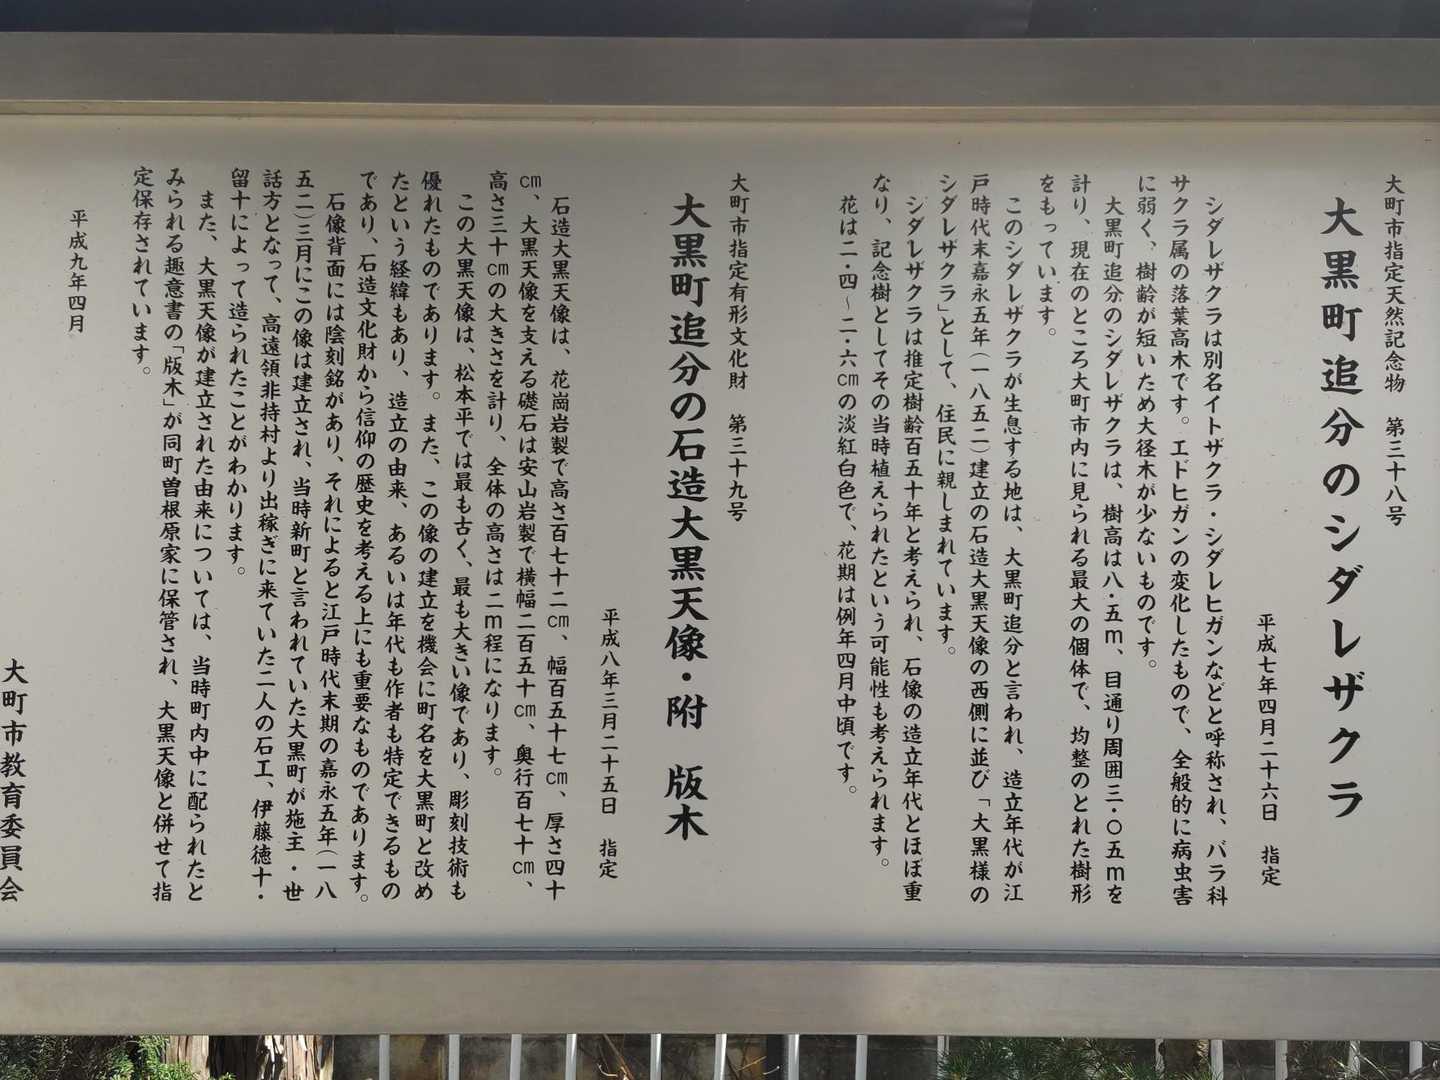 大町市指定天然記念物　第三十八号
大黒町追分のシダレザクラ
平成七年四月二十六日　指定
シダレザクラは別名イトザクラ・シダレヒガンなどと呼称され、バラ科
サクラ属の落葉高木です。エドヒガンの変化したもので、全般的に病虫害
に弱く、樹齢が短いため大径木が少ないものです。
大黒町追分のシダレザクラは、樹高は八・五m、目通り周囲三・〇五mを
計り、現在のところ大町市内に見られる最大の個体で、均整のとれた樹形
をもっています。
このシダレザクラが生息する地は、大黒町追分と言われ、造立年代が江
戸時代末嘉永五年（一八五二）建立の石造大黒天像の西側に並び「大黒様の
シダレザクラ」として、住民に親しまれています。
シダレザクラは推定樹齢百五十年と考えられ、石像の造立年代とほぼ重
なり、記念樹としてその当時植えられたという可能性も考えられます。
花は二・四～二・六cmの淡紅白色で、花期は例年四月中頃です。
大町市指定有形文化財　第三十九号
大黒町追分の石造大黒天像・附　版木
平成八年三月二十五日　指定
石造大黒天像は、花崗岩製で高さ百七十二cm、幅百五十七cm、厚さ四十
cm、大黒天像を支える礎石は安山岩製で横幅二百五十cm、奥行百七十cm、
高さ三十cmの大きさを計り、全体の高さは二m程になります。
この大黒天像は、松本平では最も古く、最も大きい像であり、彫刻技術も
優れたものであります。また、この像の建立を機会に町名を大黒町と改め
たという経緯もあり、造立の由来、あるいは年代も作者も特定できるもの
であり、石造文化財から信仰の歴史を考える上にも重要なものであります。
石像背面には陰刻銘があり、それによると江戸時代末期の嘉永五年（一八
五二）三月にこの像は建立され、当時新町と言われていた大黒町が施主・世
話方となって、高遠領非持村より出稼ぎに来ていた二人の石工、伊藤徳十・
留十によって造られたことがわかります。
また、大黒天像が建立された由来については、当時町内中に配られたと
みられる趣意書の「版木」が同町曽根原家に保管され、大黒天像と併せて指
定保存されています。
平成九年四月
大町市教育委員会